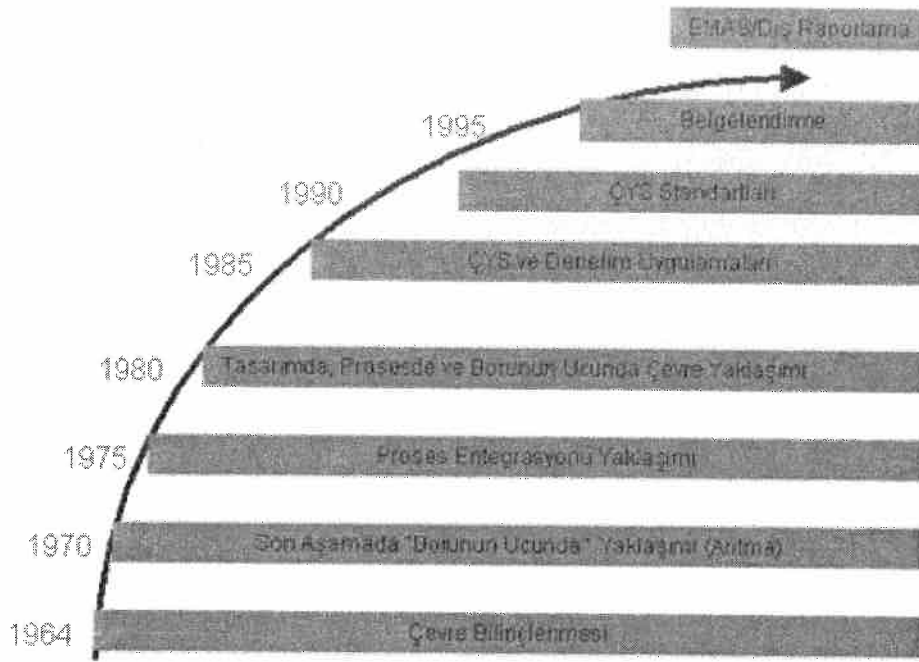 EMAS/Dış Raporlama
1995
Belgelendirme
1990
ÇYS Standartları
1985
ÇYS ve Denetim Uygulamaları
1980
Tasarımda, Prosesde ve Borunun Ucunda Çevre Yaklaşımı
1975
Proses Entegrasyonu Yaklaşımı
1970
Son Aşamada "Borunun Ucunda" Yaklaşımı (Arıtma)
1964
Çevre Bilinçlenmesi